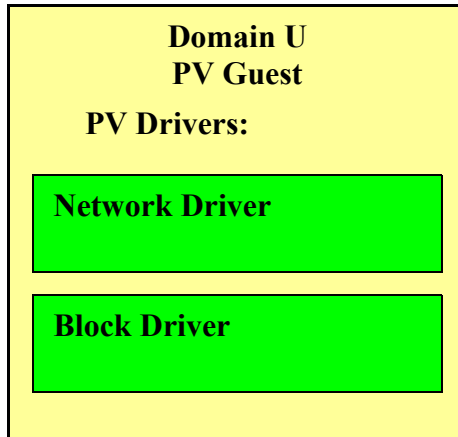 Domain U
PV Guest
PV Drivers:
Network Driver
Block Driver